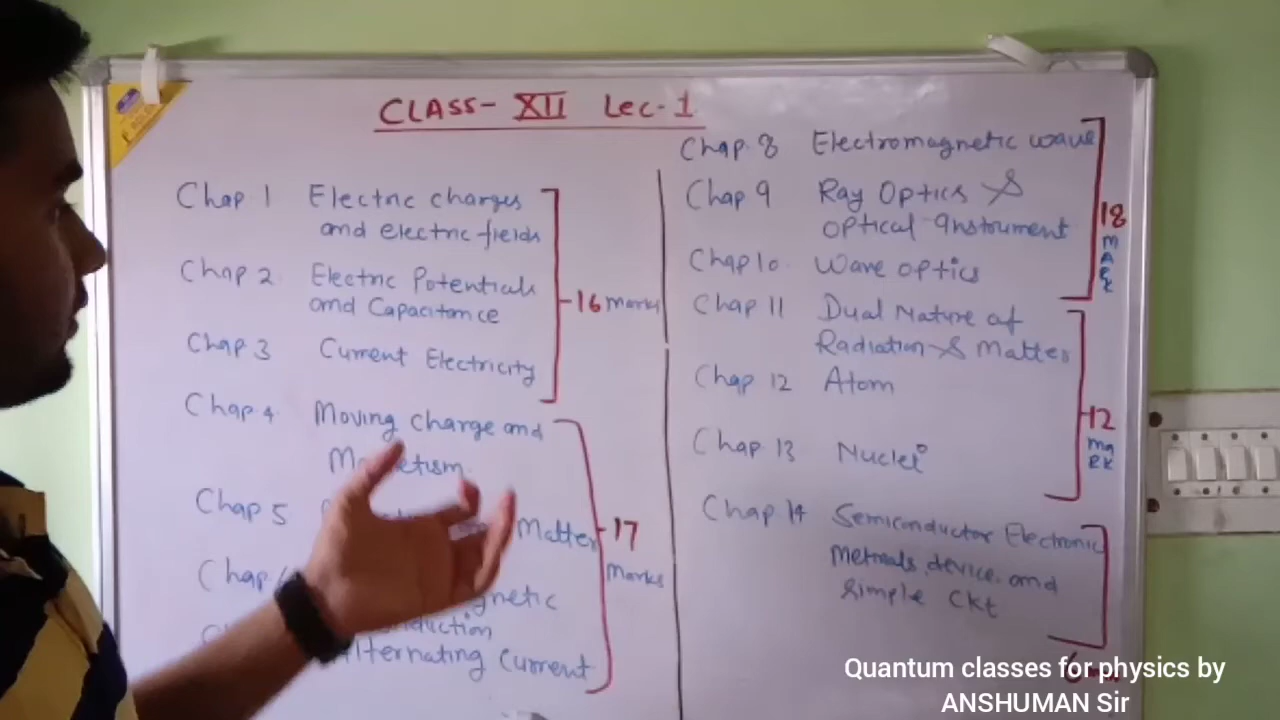 CLASS- XII Lec-1
Chap 1 Electric charges
and electric fields
Chap 2 Electric Potentials
and Capacitance
Chap 3 Current Electricity
16 marks
Chap 4 Moving Charge and
Chap 5 Matter
17
marks
Chap
Alternating Current
Chap 8 Electromagnetic wave
Chap 9 Ray Optics &
Optical Instrument
Chap 10 Wave optics
18
MARK
Chap 11 Dual Nature of
Radiation & Matter
Chap 12 Atom
Chap 13 Nuclei
12
MARK
Chap 14 Semiconductor Electronic
device and
Simple Ckt
6
Quantum classes for physics by
ANSHUMAN Sir